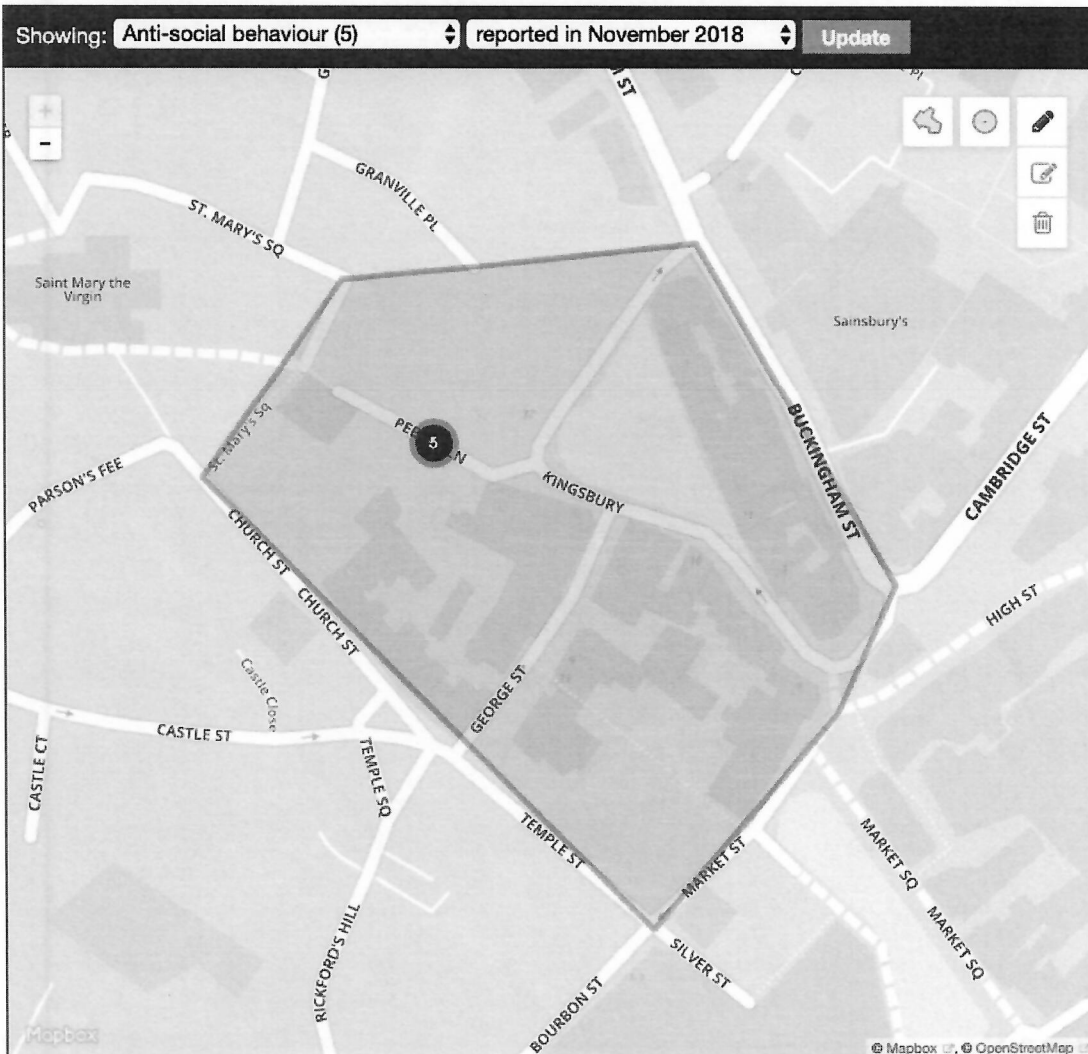 Showing: Anti-social behaviour (5) reported in November 2018 Update
+
-
ST. MARY'S SQ
GRANVILLE PL
Saint Mary the
Virgin
Sainsbury's
St. Mary's Sq
5
PARSON'S FEE
KINGSBURY
BUCKINGHAM ST
CAMBRIDGE ST
CHURCH ST
HIGH ST
CHURCH ST
Castle Close
GEORGE ST
CASTLE ST
CASTLE CT
TEMPLE SQ
TEMPLE ST
MARKET ST
MARKET SQ
MARKET SQ
RICKFORD'S HILL
SILVER ST
BOURBON ST
Mapbox
© Mapbox, © OpenStreetMap